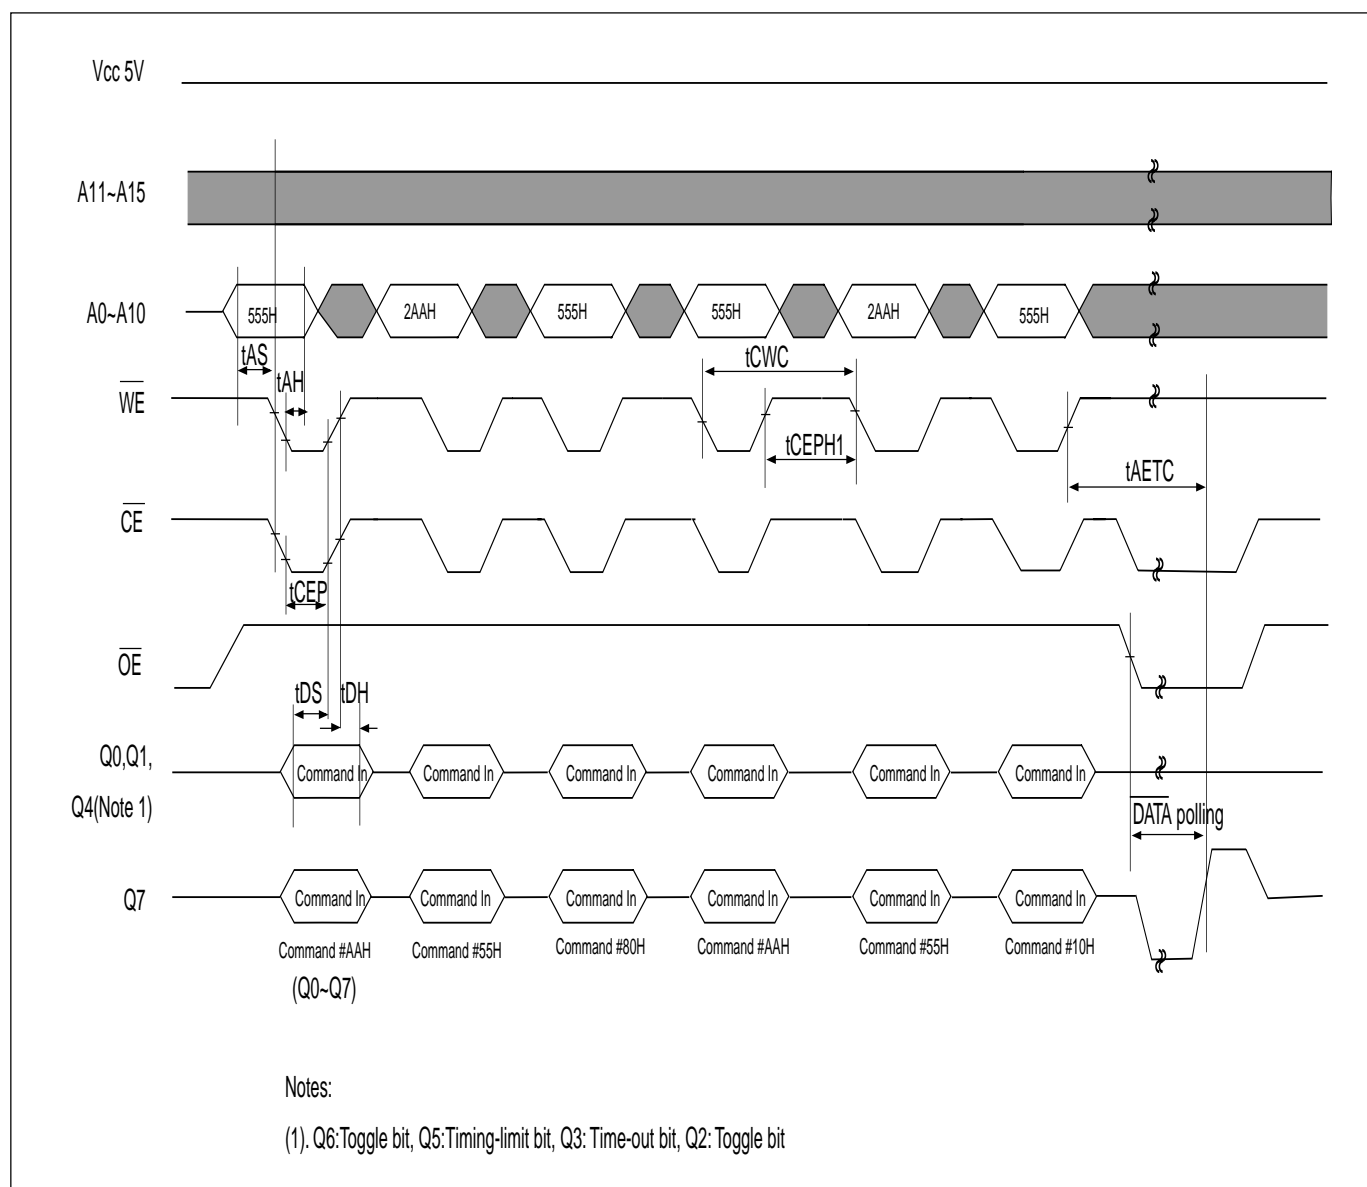 Vcc 5V
A11~A15
A0~A10
555H 2AAH 555H 555H 2AAH 555H
tAS
tAH
tCWC
WE
tCEPH1
tAETC
CE
tCEP
OE
tDS tDH
Q0,Q1,
Q4(Note 1)
Command In Command In Command In Command In Command In Command In
DATA polling
Q7
Command In Command In Command In Command In Command In Command In
Command #AAH Command #55H Command #80H Command #AAH Command #55H Command #10H
(Q0~Q7)
Notes:
(1). Q6:Toggle bit, Q5:Timing-limit bit, Q3: Time-out bit, Q2: Toggle bit